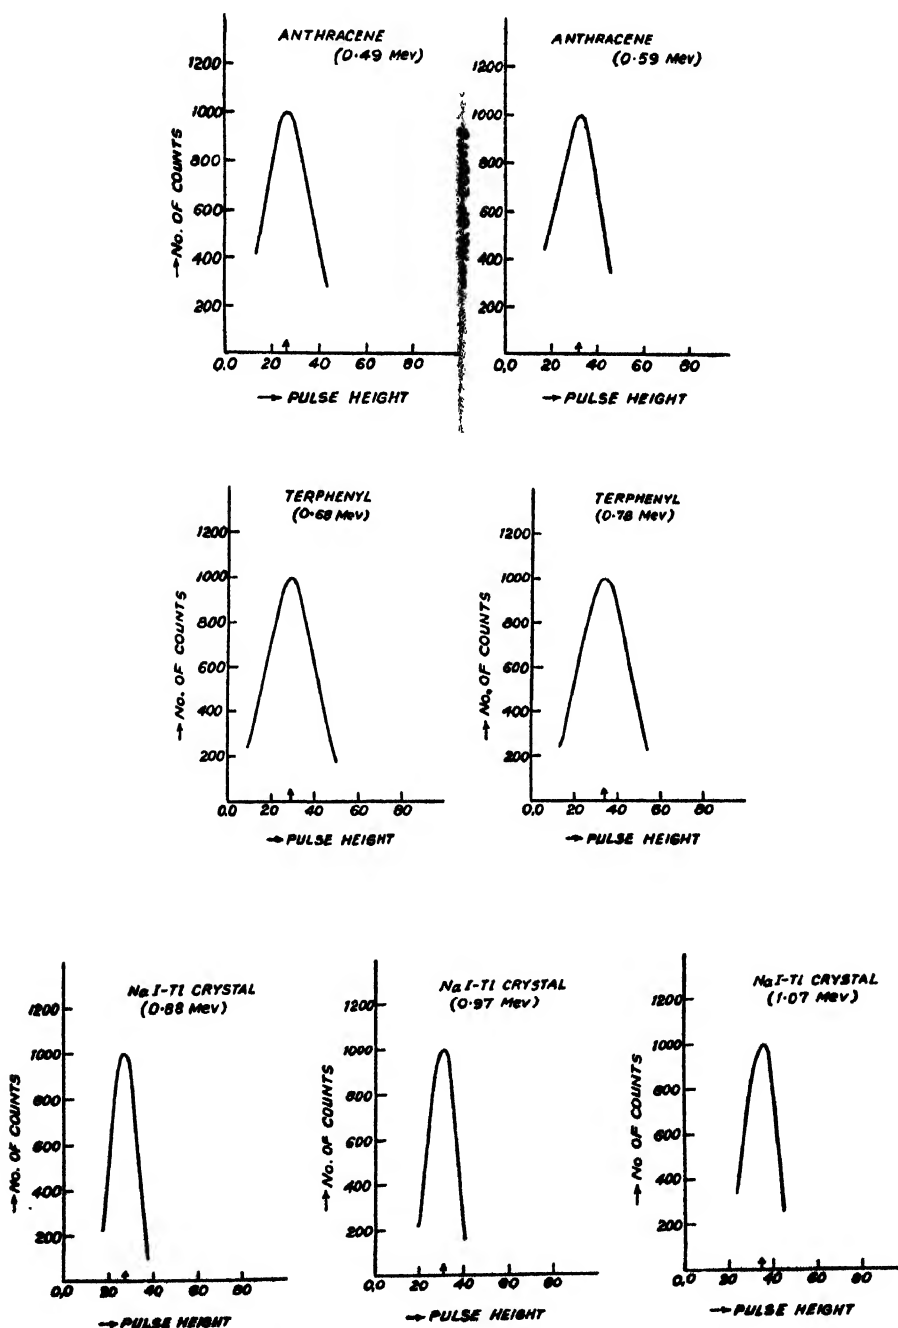 ANTHRACENE
(0.49 Mev)
1200
1000
800
600
400
200
→No. OF COUNTS
0.0 20 40 60 80
→PULSE HEIGHT
ANTHRACENE
(0.59 Mev)
1200
1000
800
600
400
200
0.0 20 40 60 80
→PULSE HEIGHT
TERPHENYL
(0.68 Mev)
1200
1000
800
600
400
200
→No. OF COUNTS
0.0 20 40 60 80
→PULSE HEIGHT
TERPHENYL
(0.78 Mev)
1200
1000
800
600
400
200
→No. OF COUNTS
0.0 20 40 60 80
→PULSE HEIGHT
NaI-Tl CRYSTAL
(0.88 Mev)
1200
1000
800
600
400
200
→No. OF COUNTS
0.0 20 40 60 80
→PULSE HEIGHT
NaI-Tl CRYSTAL
(0.97 Mev)
1200
1000
800
600
400
200
→No. OF COUNTS
0.0 20 40 60 80
→PULSE HEIGHT
NaI-Tl CRYSTAL
(1.07 Mev)
1200
1000
800
600
400
200
→No OF COUNTS
0.0 20 40 60 80
→PULSE HEIGHT